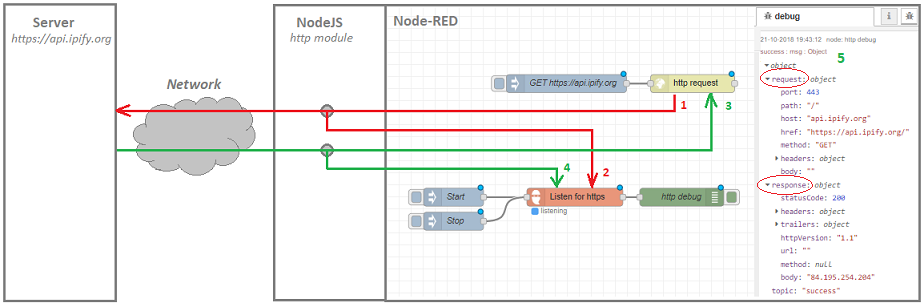 Server
https://api.ipify.org
Network
NodeJS
http module
Node-RED
GET https://api.ipify.org
http request
1
3
4
2
Start
Stop
Listen for https
listening
http debug
debug
i
21-10-2018 19:43:12 node: http debug
success : msg : Object
5
object
request: object
port: 443
path: "/"
host: "api.ipify.org"
href: "https://api.ipify.org/"
method: "GET"
headers: object
body: ""
response: object
statusCode: 200
headers: object
trailers: object
httpVersion: "1.1"
url: ""
method: null
body: "84.195.254.204"
topic: "success"